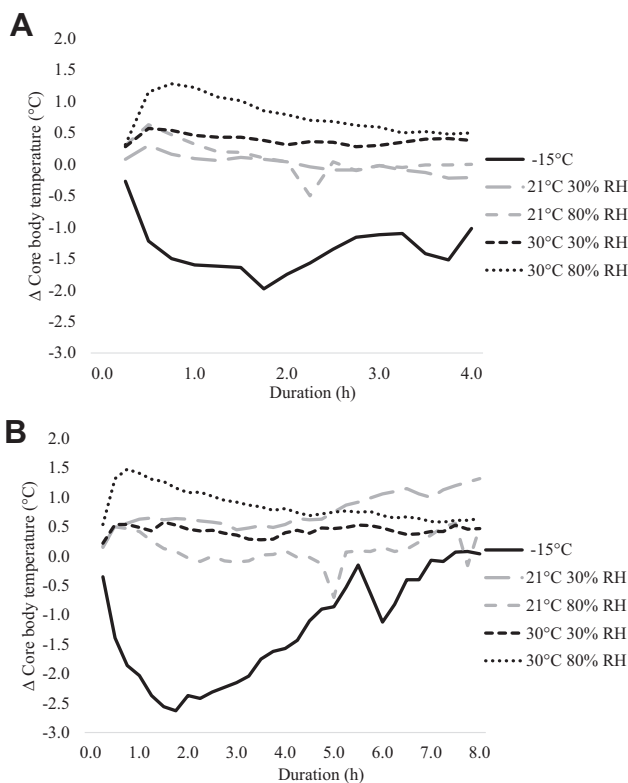 A
2.0
1.5
1.0
0.5
0.0
-0.5
-1.0
-1.5
-2.0
-2.5
-3.0
Δ Core body temperature (°C)
0.0 1.0 2.0 3.0 4.0
Duration (h)
-15°C
21°C 30% RH
21°C 80% RH
30°C 30% RH
30°C 80% RH
B
2.0
1.5
1.0
0.5
0.0
-0.5
-1.0
-1.5
-2.0
-2.5
-3.0
Δ Core body temperature (°C)
0.0 1.0 2.0 3.0 4.0 5.0 6.0 7.0 8.0
Duration (h)
-15°C
21°C 30% RH
21°C 80% RH
30°C 30% RH
30°C 80% RH